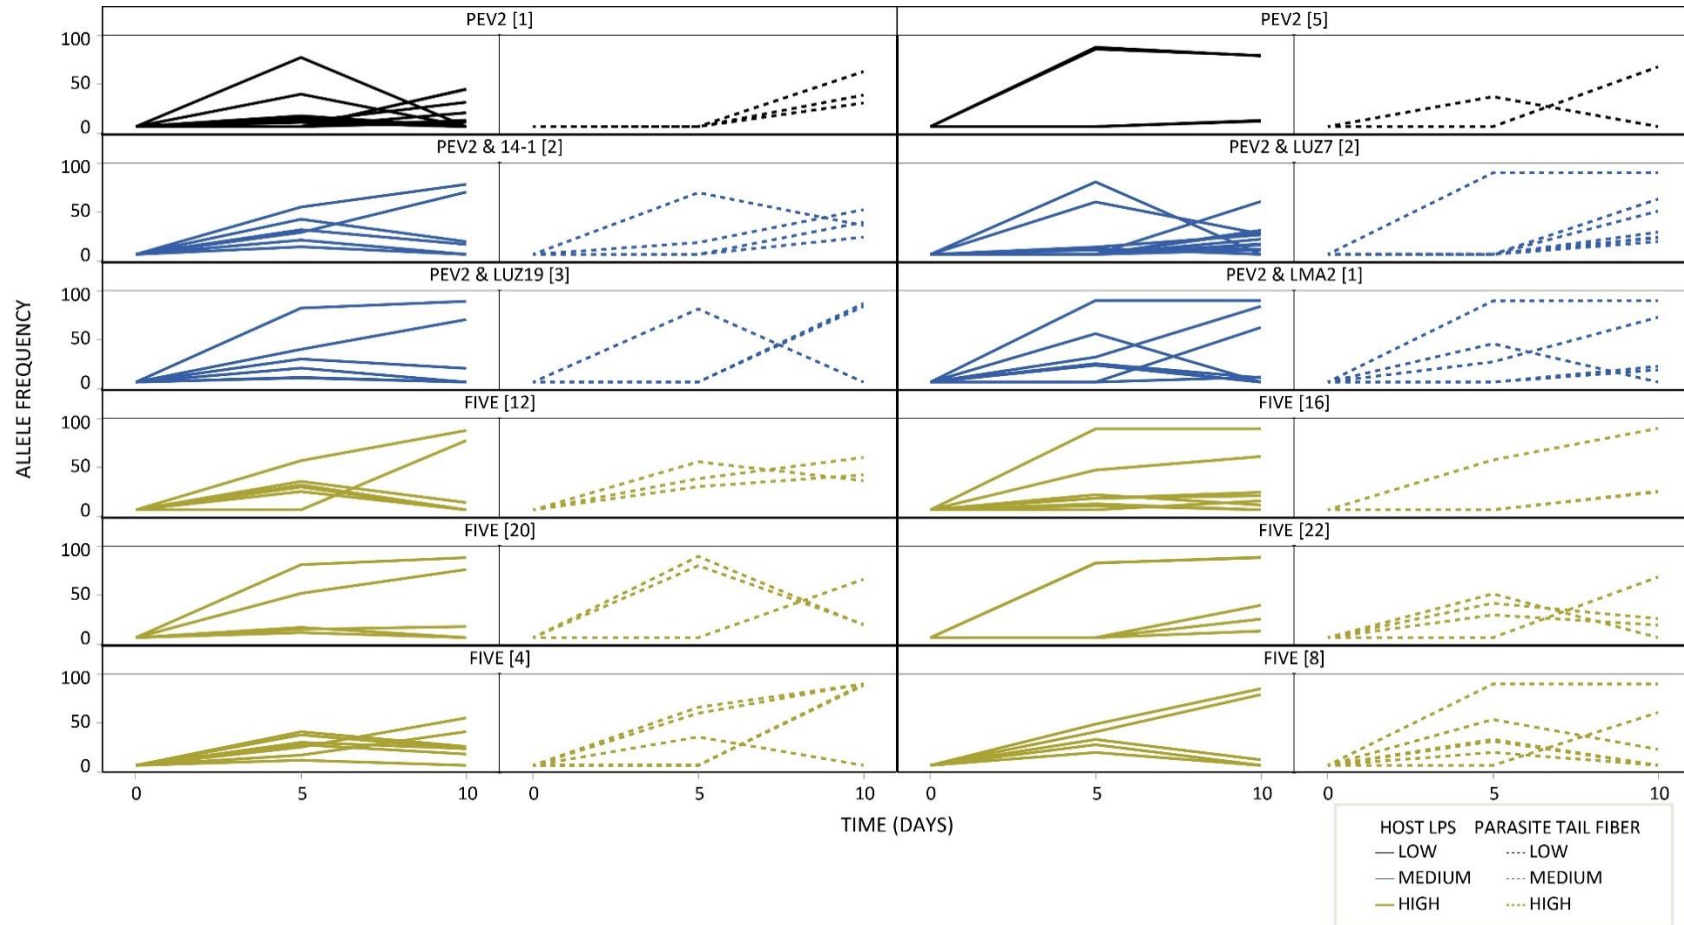 PEV2 [1] PEV2 [5]
100
50
0
PEV2 & 14-1 [2] PEV2 & LUZ7 [2]
100
50
0
PEV2 & LUZ19 [3] PEV2 & LMA2 [1]
100
50
0
FIVE [12] FIVE [16]
100
50
0
FIVE [20] FIVE [22]
100
50
0
FIVE [4] FIVE [8]
100
50
0
ALLELE FREQUENCY
0 5 10 0 5 10 0 5 10 0 5 10
TIME (DAYS)
HOST LPS PARASITE TAIL FIBER
LOW LOW
MEDIUM MEDIUM
HIGH HIGH